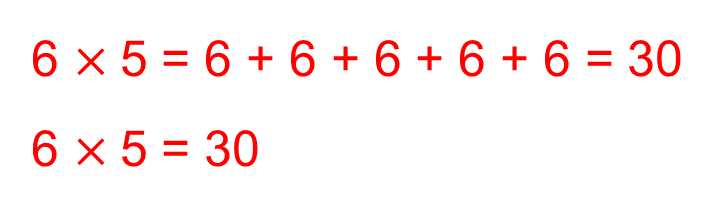 6 × 5 = 6 + 6 + 6 + 6 + 6 = 30
6 × 5 = 30